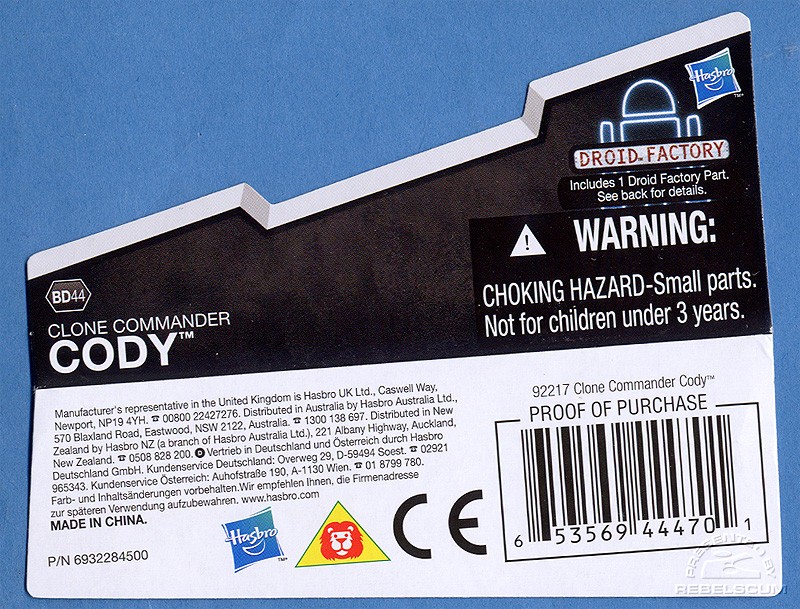 Hasbro
TM
DROID-FACTORY
Includes 1 Droid Factory Part.
See back for details.
WARNING:
CHOKING HAZARD-Small parts.
Not for children under 3 years.
BD44
CLONE COMMANDER
CODY™
Manufacturer's representative in the United Kingdom is Hasbro UK Ltd., Caswell Way,
Newport, NP19 4YH. ☎ 00800 22427276. Distributed in Australia by Hasbro Australia Ltd.,
570 Blaxland Road, Eastwood, NSW 2122, Australia. ☎ 1300 138 697. Distributed in New
Zealand by Hasbro NZ (a branch of Hasbro Australia Ltd.), 221 Albany Highway, Auckland,
New Zealand. ☎ 0508 828 200. D Vertrieb in Deutschland und Österreich durch Hasbro
Deutschland GmbH. Kundenservice Deutschland: Overweg 29, D-59494 Soest. ☎ 02921
965343. Kundenservice Österreich: Auhofstraße 190, A-1130 Wien. ☎ 01 8799 780.
Farb- und Inhaltsänderungen vorbehalten.Wir empfehlen Ihnen, die Firmenadresse
zur späteren Verwendung aufzubewahren. www.hasbro.com
MADE IN CHINA.
P/N 6932284500
Hasbro
TM
CE
92217 Clone Commander Cody™
PROOF OF PURCHASE
6 53569 44470 1
PRESENTED BY
REBELSCUM